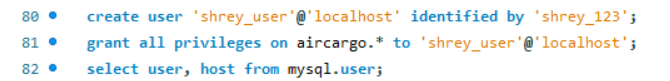 80 create user 'shrey_user'@'localhost' identified by 'shrey_123';
81 grant all privileges on aircargo.* to 'shrey_user'@'localhost';
82 select user, host from mysql.user;